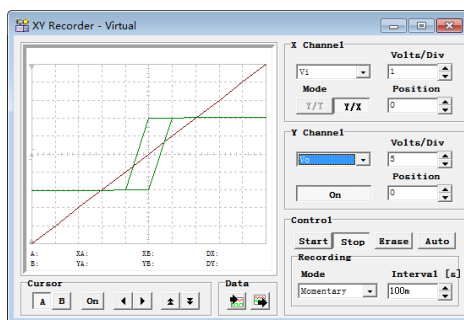 XY Recorder - Virtual
X Channel
Volts/Div
Vi
1
Mode
Position
Y/T
Y/X
0
Y Channel
Volts/Div
Vo
5
Position
On
0
Control
Start Stop Erase Auto
Recording
Mode
Interval [s]
Momentary
100m
A: XA: XB: DX:
B: YA: YB: DY:
Cursor
A B On
Data